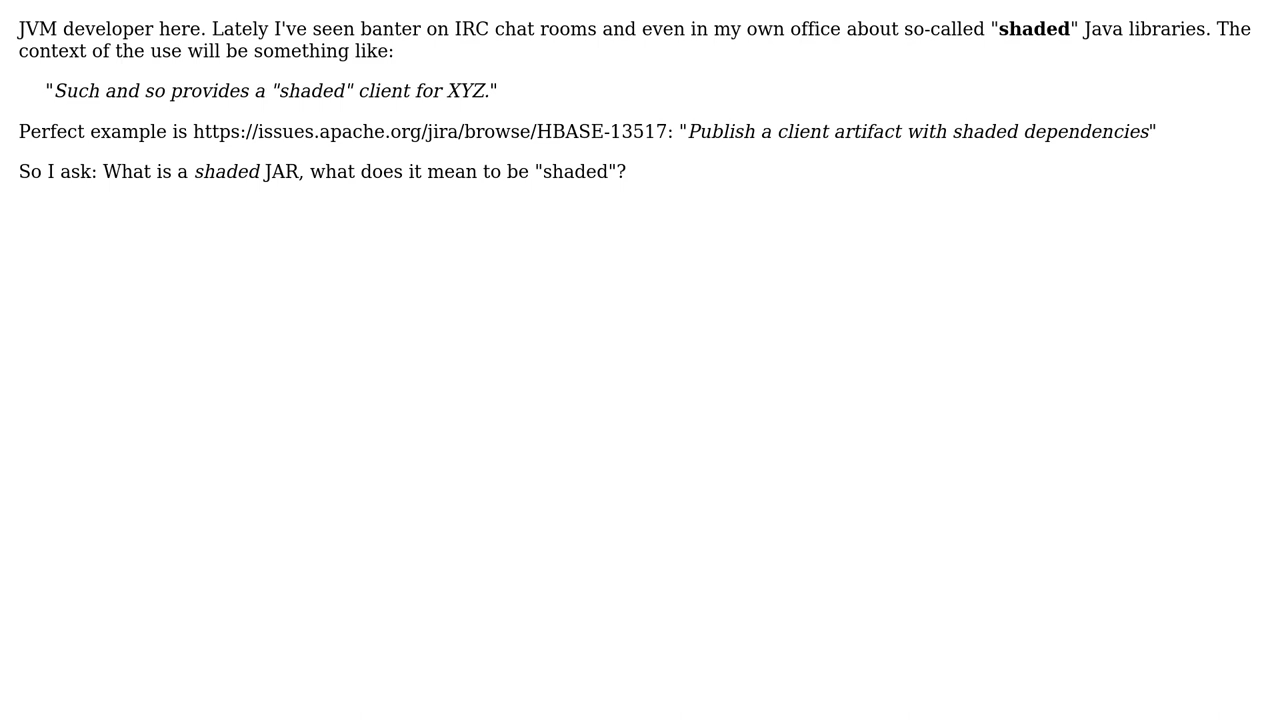 JVM developer here. Lately I've seen banter on IRC chat rooms and even in my own office about so-called "shaded" Java libraries. The
context of the use will be something like:
"Such and so provides a "shaded" client for XYZ."
Perfect example is https://issues.apache.org/jira/browse/HBASE-13517: "Publish a client artifact with shaded dependencies"
So I ask: What is a shaded JAR, what does it mean to be "shaded"?